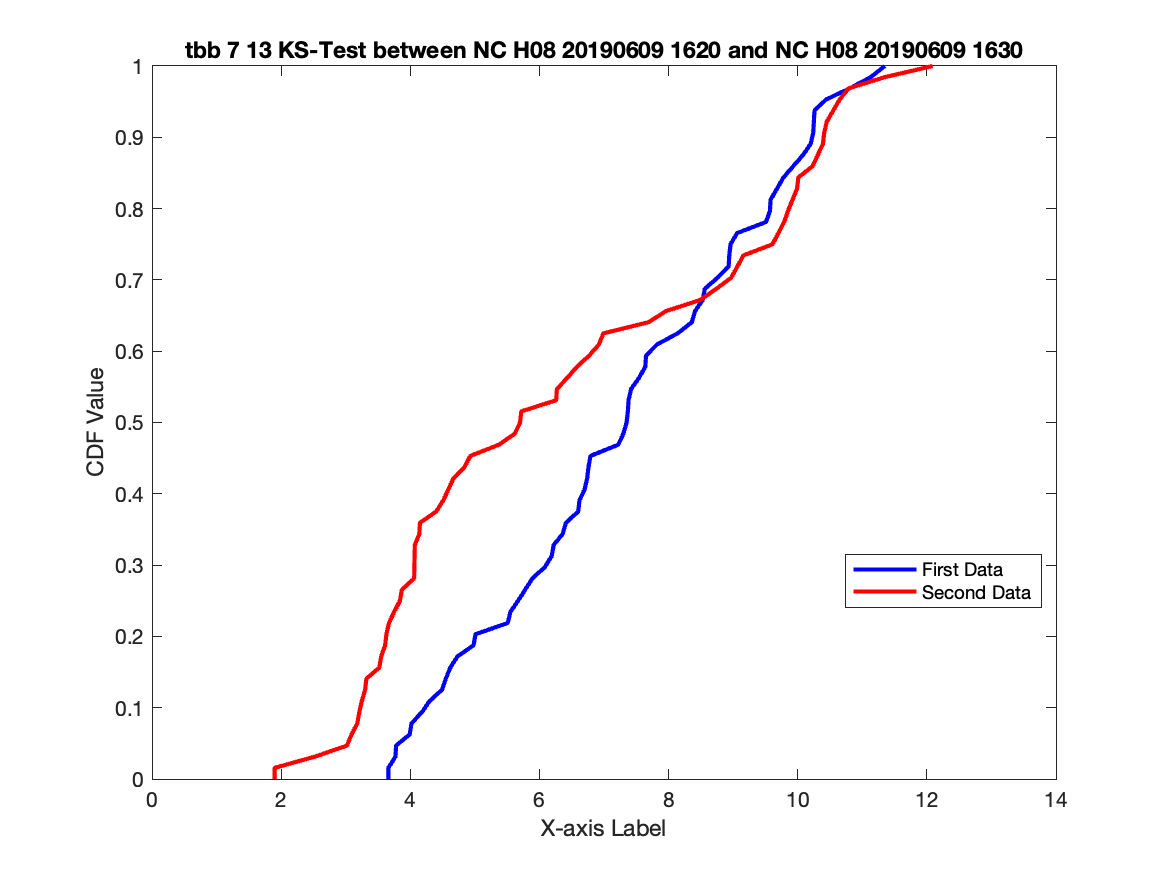 tbb 7 13 KS-Test between NC H08 20190609 1620 and NC H08 20190609 1630
1
0.9
0.8
0.7
0.6
0.5
0.4
0.3
0.2
0.1
0
CDF Value
First Data
Second Data
0 2 4 6 8 10 12 14
X-axis Label